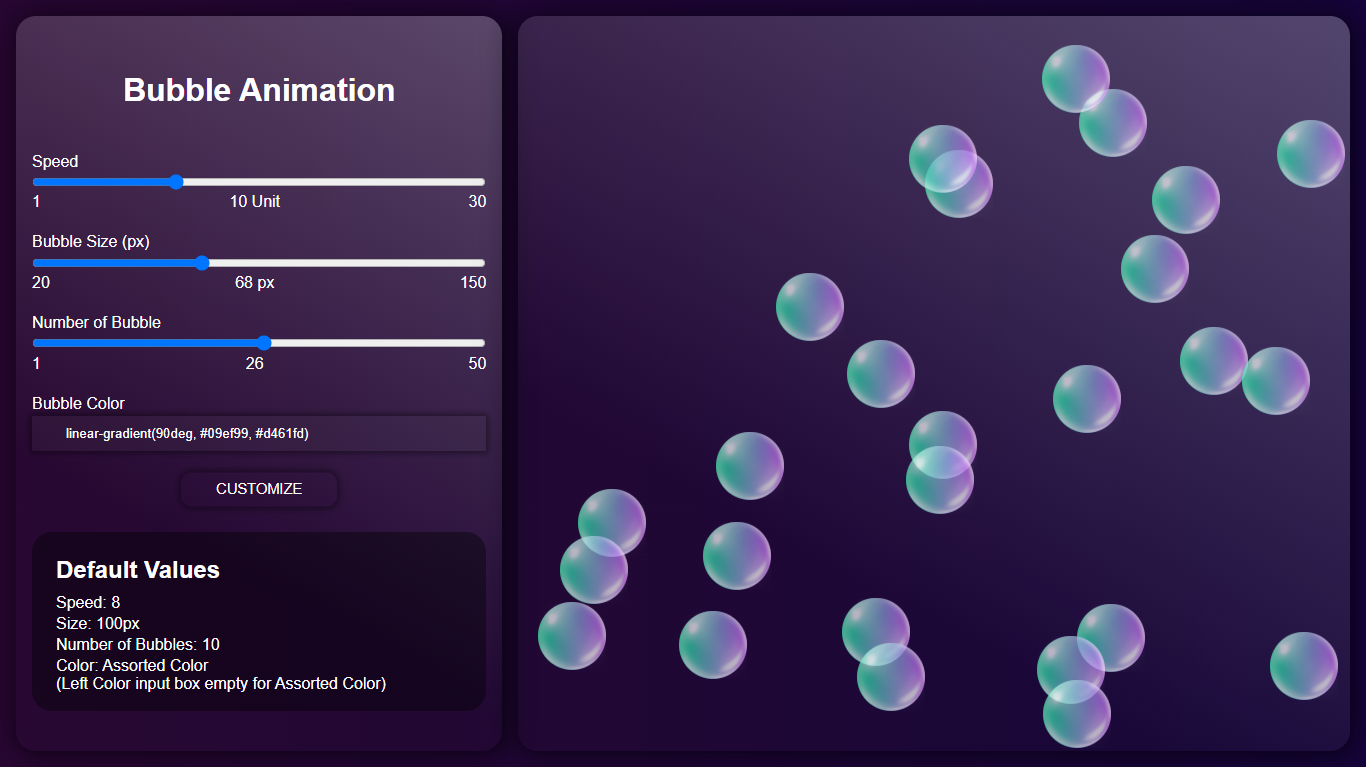 Bubble Animation
Speed
1 10 Unit 30
Bubble Size (px)
20 68 px 150
Number of Bubble
1 26 50
Bubble Color
linear-gradient(90deg, #09ef99, #d461fd)
CUSTOMIZE
Default Values
Speed: 8
Size: 100px
Number of Bubbles: 10
Color: Assorted Color
(Left Color input box empty for Assorted Color)